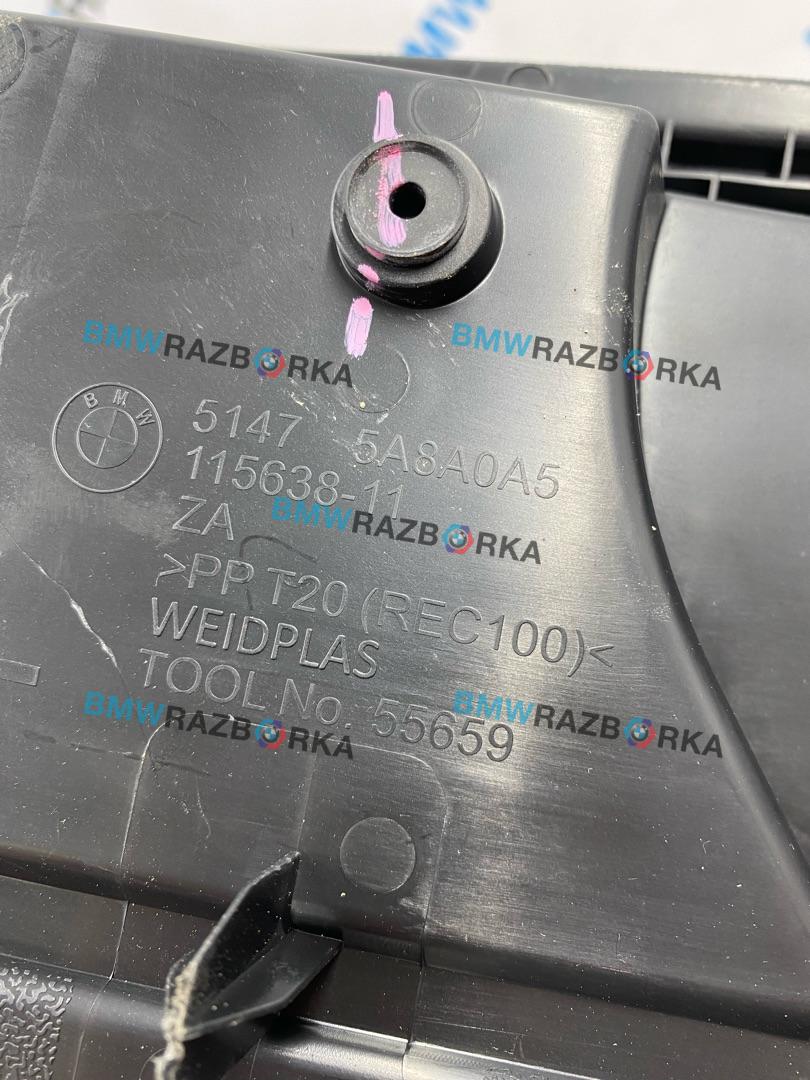 BMWRAZBORKA
BMWRAZBORKA
BMW
5147 5A8A0A5
115638-11
ZA
BMWRAZBORKA
>PP T20 (REC100)<
WEIDPLAS
TOOL No. 55659
BMWRAZBORKA
BMWRAZBORKA